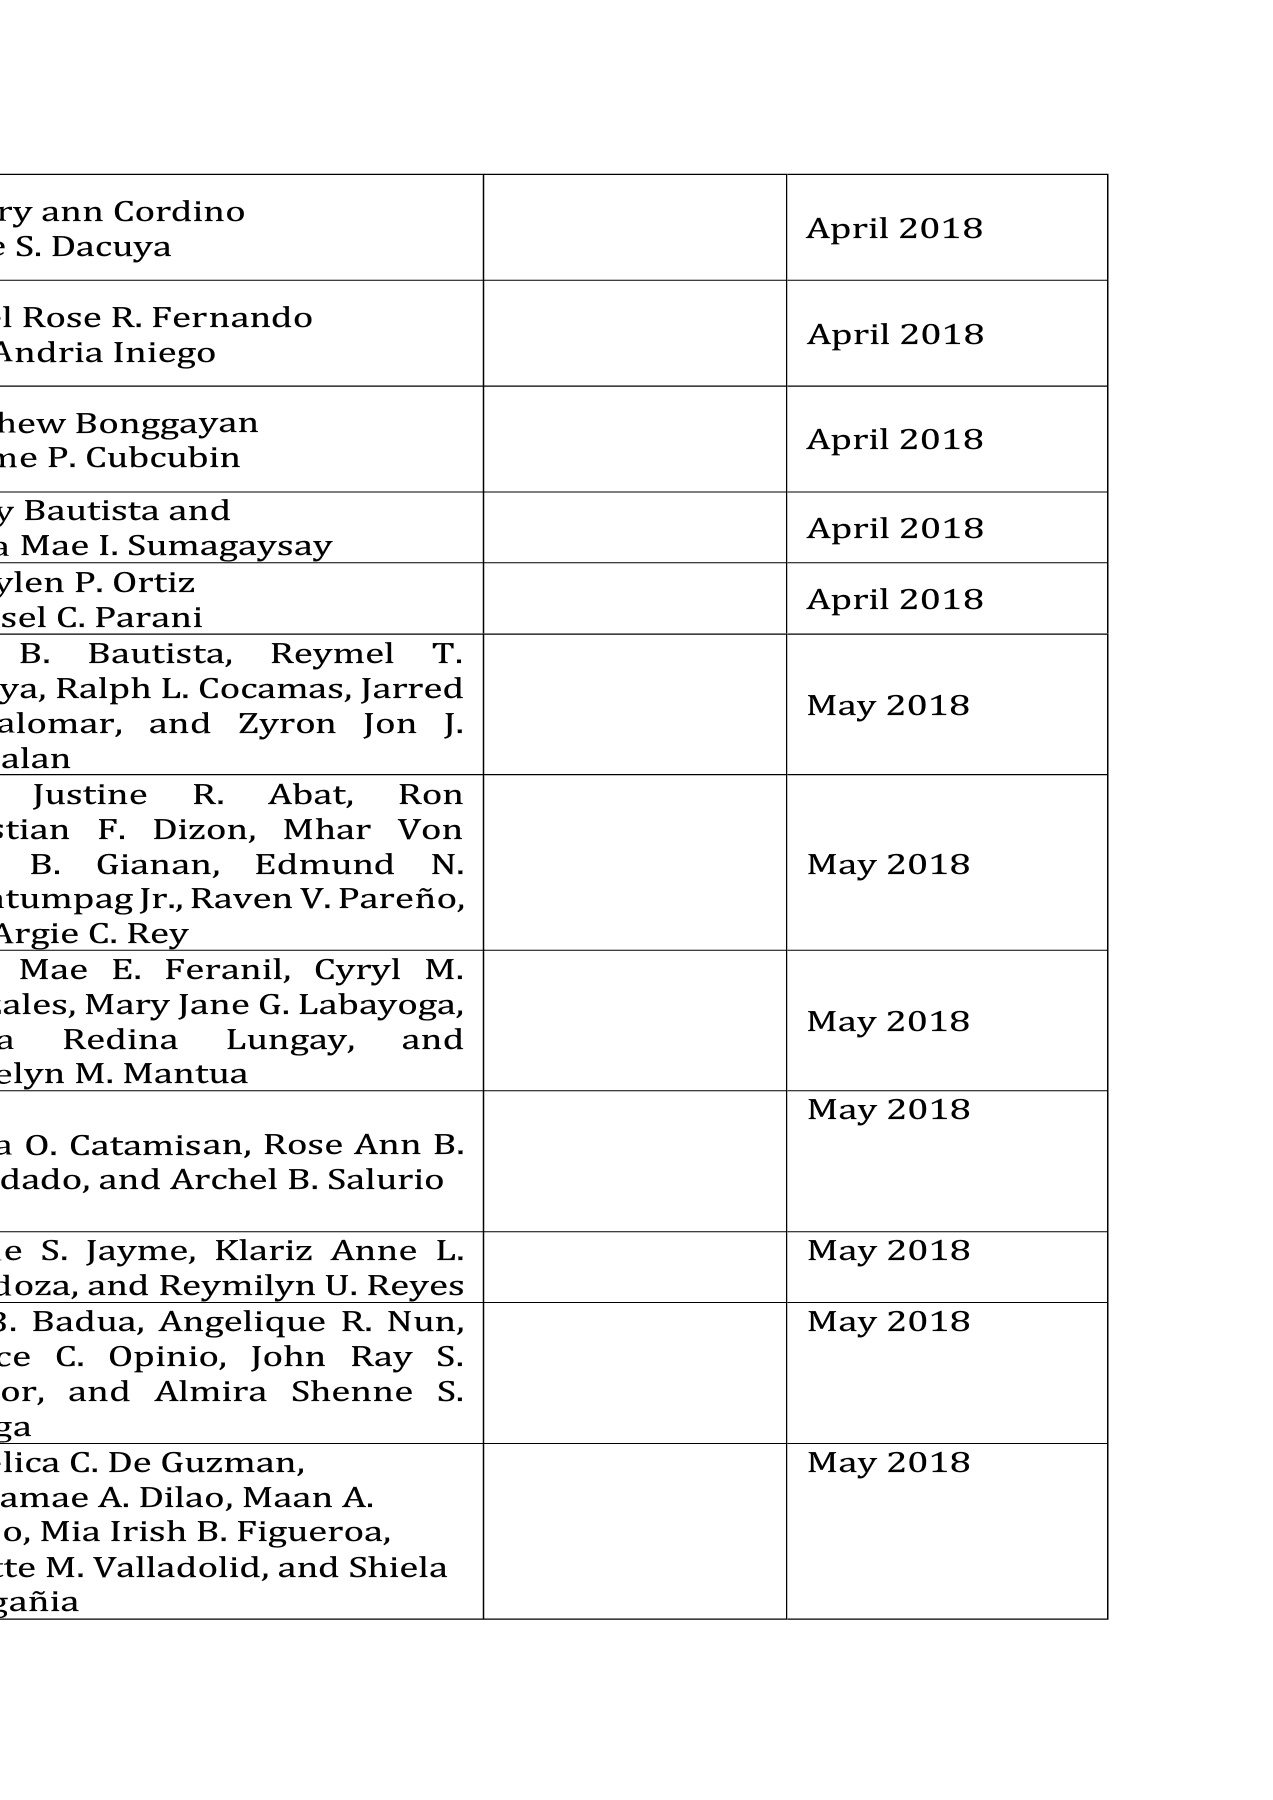 ry ann Cordino
e S. Dacuya
April 2018
el Rose R. Fernando
Andria Iniego
April 2018
hew Bonggayan
me P. Cubcubin
April 2018
y Bautista and
a Mae I. Sumagaysay
April 2018
ylen P. Ortiz
sel C. Parani
April 2018
B. Bautista, Reymel T.
ya, Ralph L. Cocamas, Jarred
alomar, and Zyron Jon J.
alan
May 2018
Justine R. Abat, Ron
stian F. Dizon, Mhar Von
B. Gianan, Edmund N.
ntumpag Jr., Raven V. Pareño,
Argie C. Rey
May 2018
Mae E. Feranil, Cyryl M.
zales, Mary Jane G. Labayoga,
a Redina Lungay, and
elyn M. Mantua
May 2018
a O. Catamisan, Rose Ann B.
dado, and Archel B. Salurio
May 2018
ie S. Jayme, Klariz Anne L.
doza, and Reymilyn U. Reyes
May 2018
B. Badua, Angelique R. Nun,
ce C. Opinio, John Ray S.
or, and Almira Shenne S.
ga
May 2018
elica C. De Guzman,
amae A. Dilao, Maan A.
o, Mia Irish B. Figueroa,
tte M. Valladolid, and Shiela
gañia
May 2018